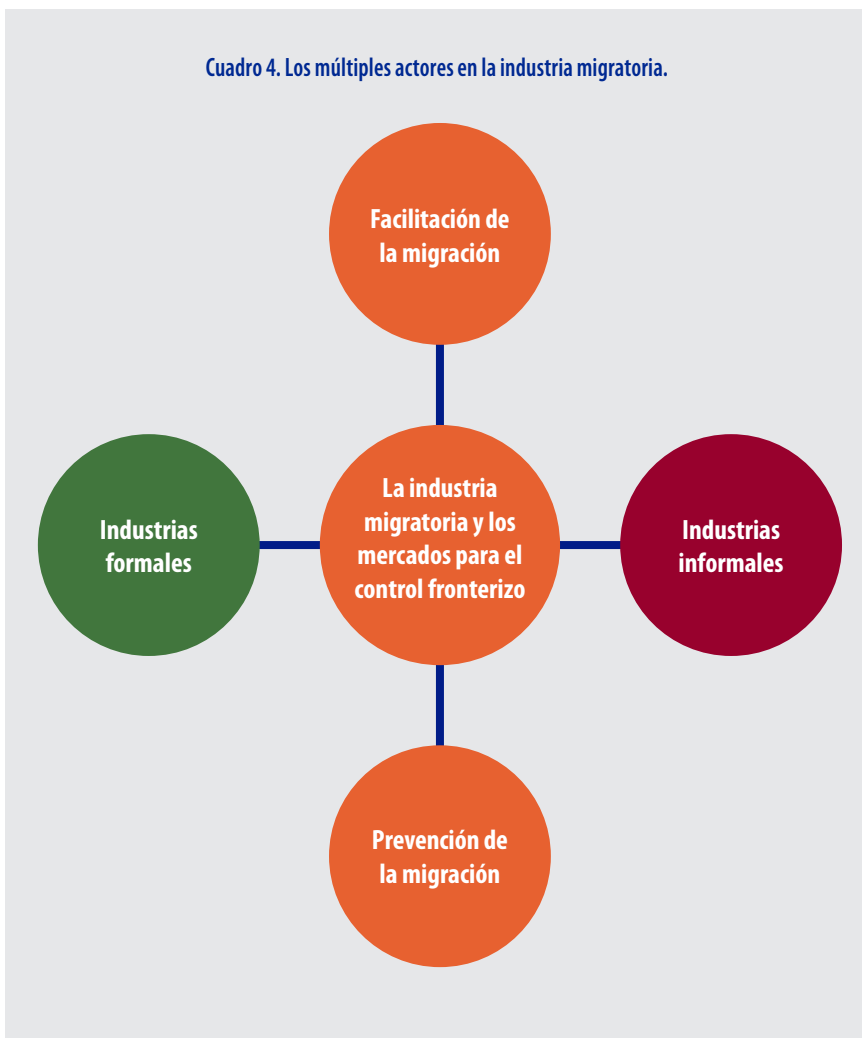 Cuadro 4. Los múltiples actores en la industria migratoria.
Facilitación de
la migración
Industrias
formales
La industria
migratoria y los
mercados para el
control fronterizo
Industrias
informales
Prevención de
la migración